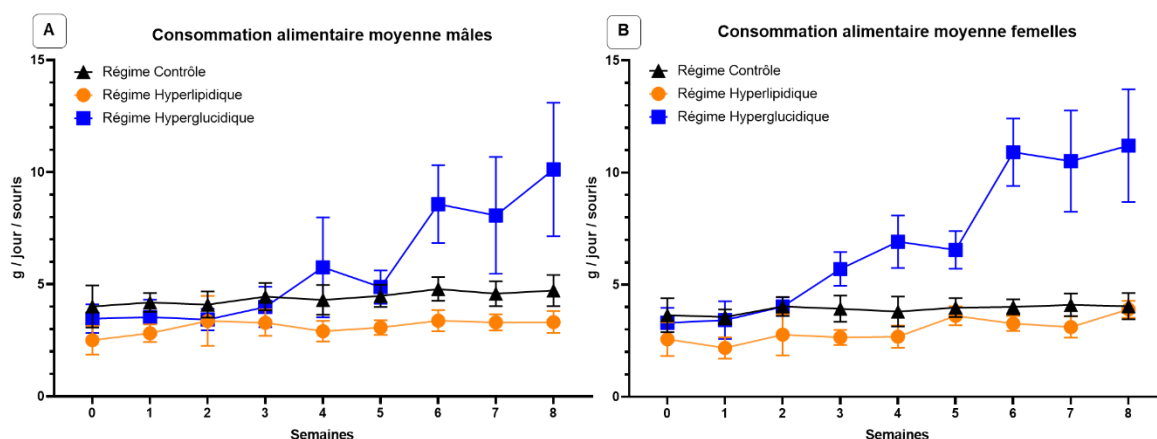 A
Consommation alimentaire moyenne mâles
15
10
5
0
g / jour / souris
Régime Contrôle
Régime Hyperlipidique
Régime Hyperglucidique
0 1 2 3 4 5 6 7 8
Semaines
B
Consommation alimentaire moyenne femelles
15
10
5
0
g / jour / souris
Régime Contrôle
Régime Hyperlipidique
Régime Hyperglucidique
0 1 2 3 4 5 6 7 8
Semaines